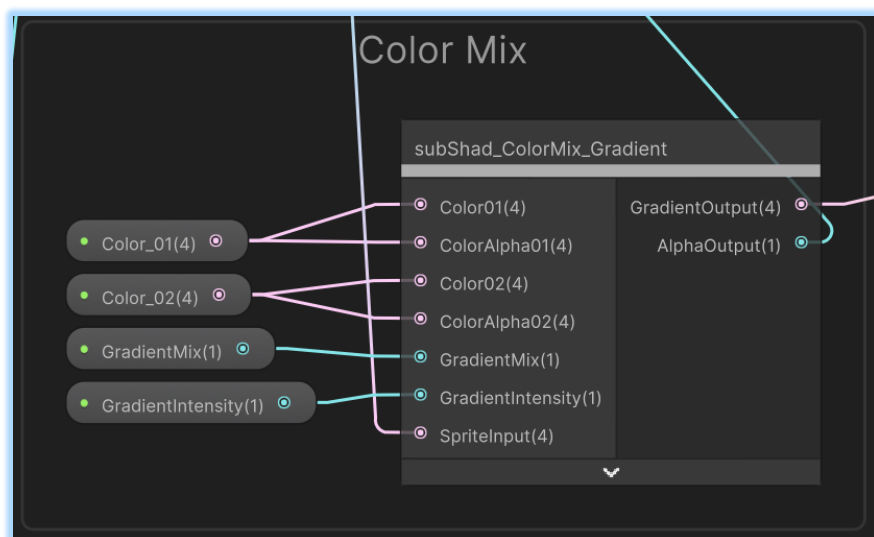 Color Mix
subShad_ColorMix_Gradient
Color_01(4)
Color_02(4)
GradientMix(1)
GradientIntensity(1)
Color01(4)
ColorAlpha01(4)
Color02(4)
ColorAlpha02(4)
GradientMix(1)
GradientIntensity(1)
SpriteInput(4)
GradientOutput(4)
AlphaOutput(1)